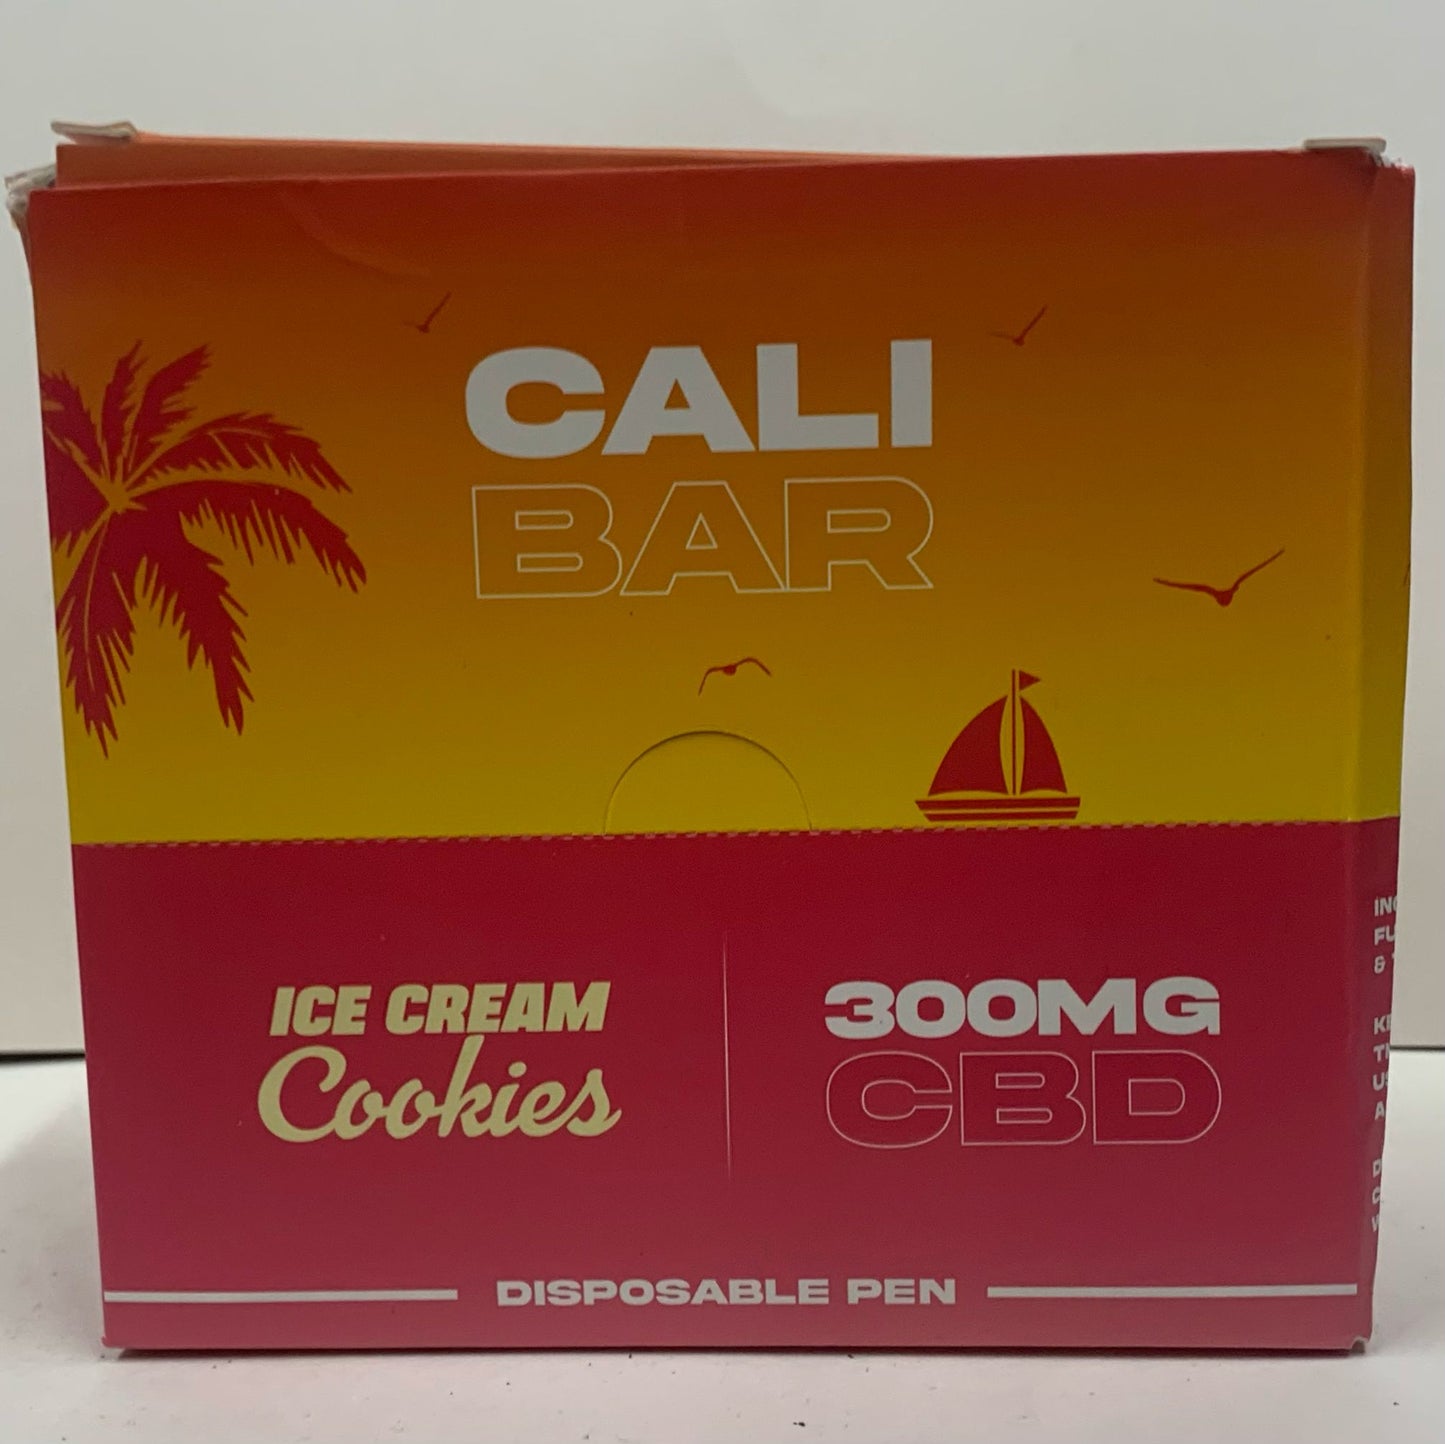 CALI
BAR
ICE CREAM
Cookies
300MG
CBD
DISPOSABLE PEN
&